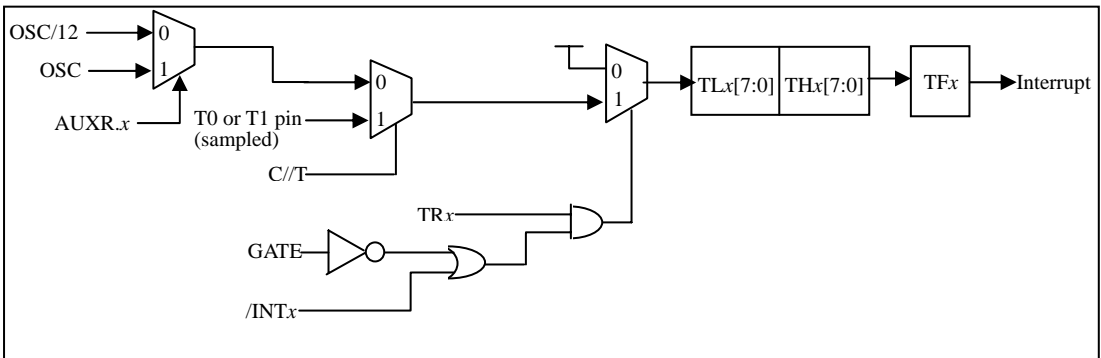 OSC/12
0
OSC
1
AUXR.x
0
T0 or T1 pin
1
(sampled)
C//T
0
1
TLx[7:0]
THx[7:0]
TFx
Interrupt
TRx
GATE
/INTx